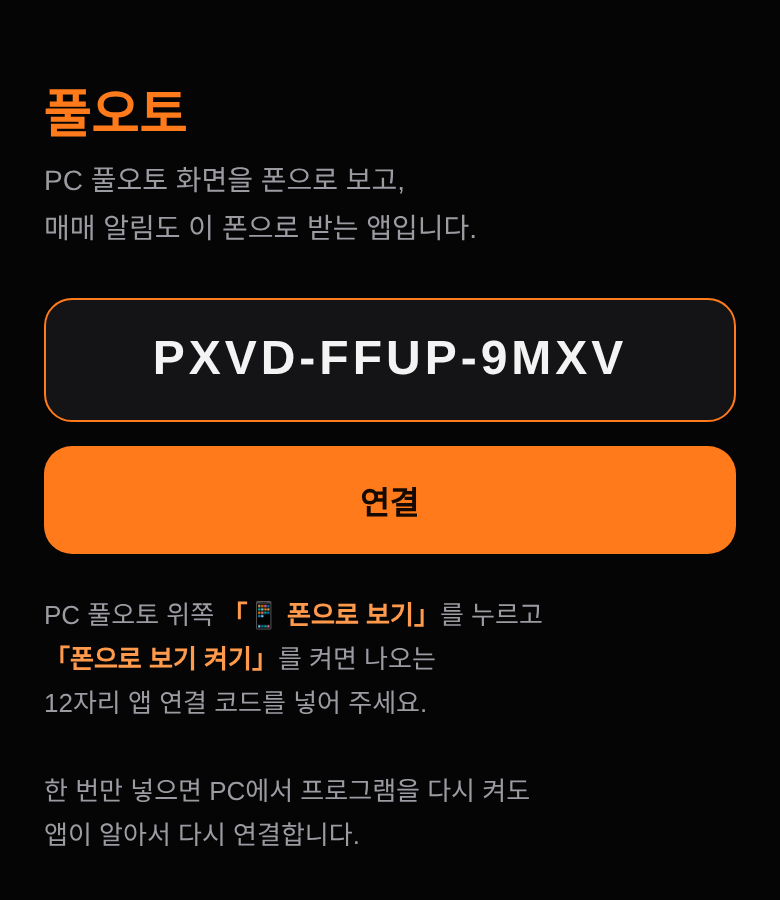 풀오토
PC 풀오토 화면을 폰으로 보고,
매매 알림도 이 폰으로 받는 앱입니다.
PXVD-FFUP-9MXV
연결
PC 풀오토 위쪽 「📱 폰으로 보기」를 누르고
「폰으로 보기 켜기」를 켜면 나오는
12자리 앱 연결 코드를 넣어 주세요.
한 번만 넣으면 PC에서 프로그램을 다시 켜도
앱이 알아서 다시 연결합니다.